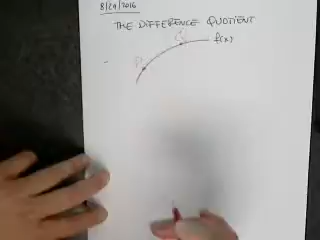 8/29/2016
THE DIFFERENCE QUOTIENT
Q
f(x)
P